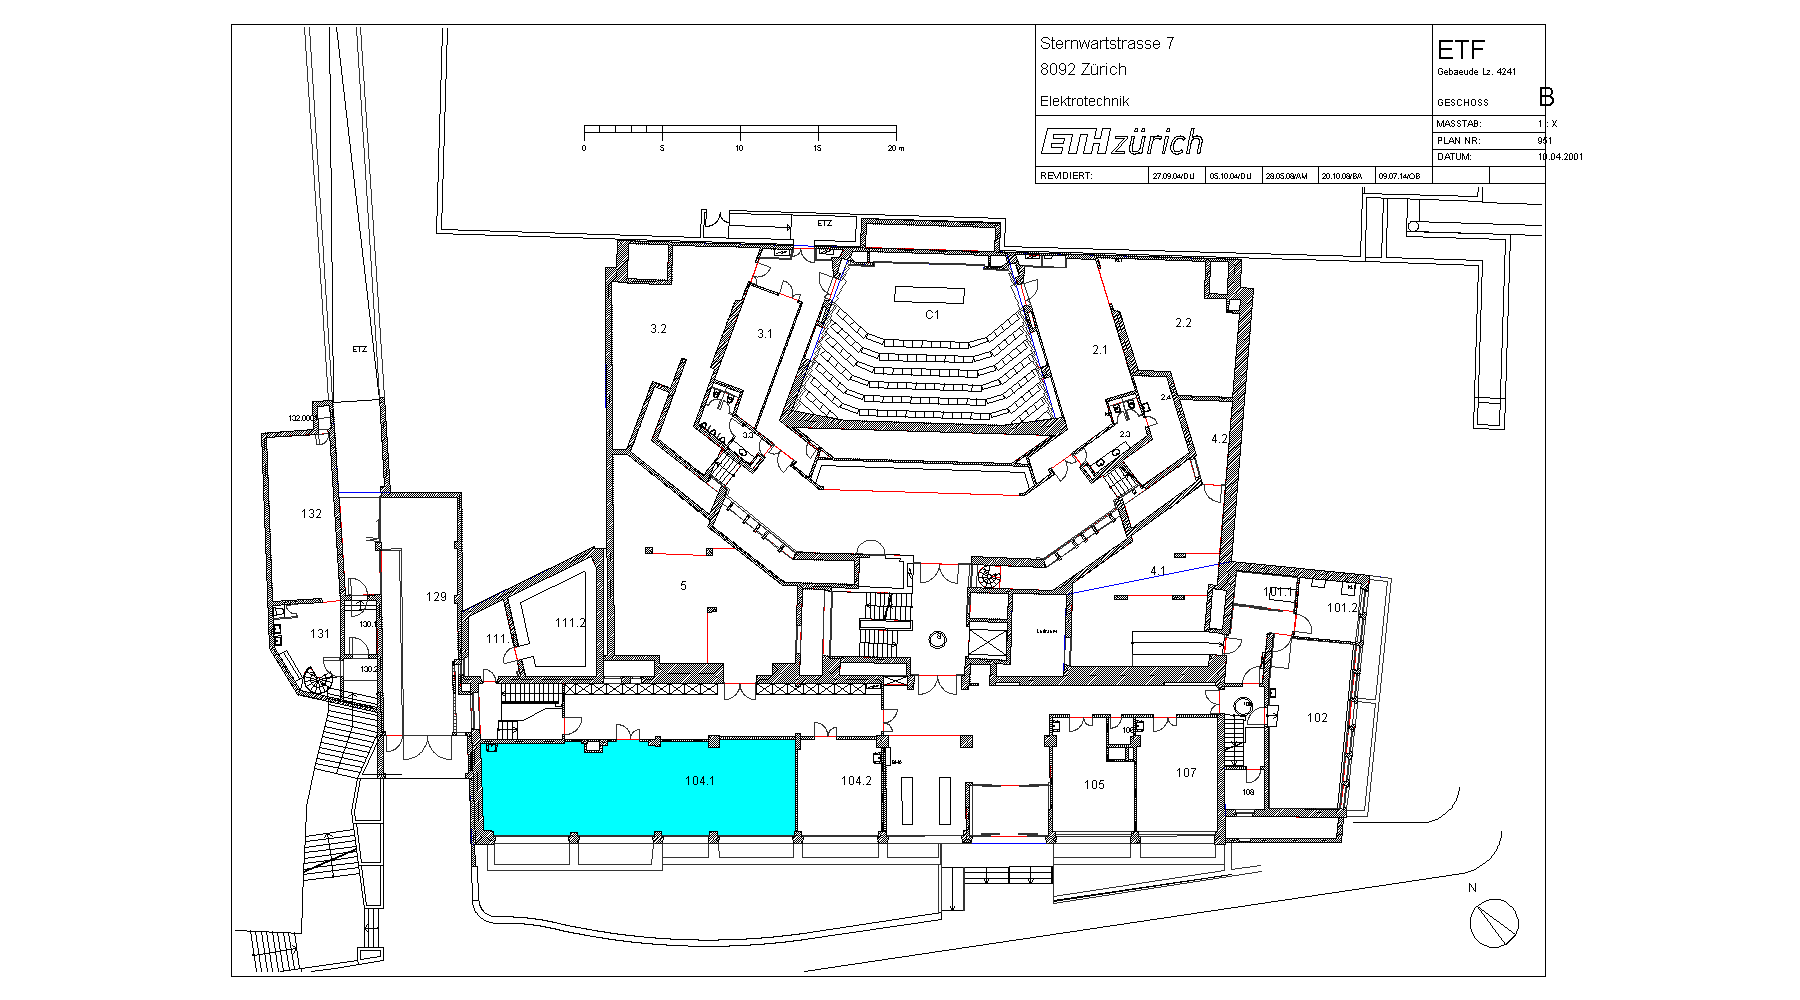 Sternwartstrasse 7
8092 Zürich
Elektrotechnik
ETH zürich
REVIDIERT: 27.09.04/DU 05.10.04/DU 28.05.08/AM 20.10.08/BA 09.07.14/OB
ETF
Gebaeude Lz. 4241
GESCHOSS B
MASSTAB: 1 : X
PLAN NR: 951
DATUM: 10.04.2001
0 5 10 15 20 m
ETZ
ETZ
C1
3.2
3.1
2.1
2.2
2.4
3.3
2.3
4.2
132.000
132
129
131
130.1
130.2
111.2
5
4.1
101.1
101.2
102
104.1
104.2
105
106
107
108
N